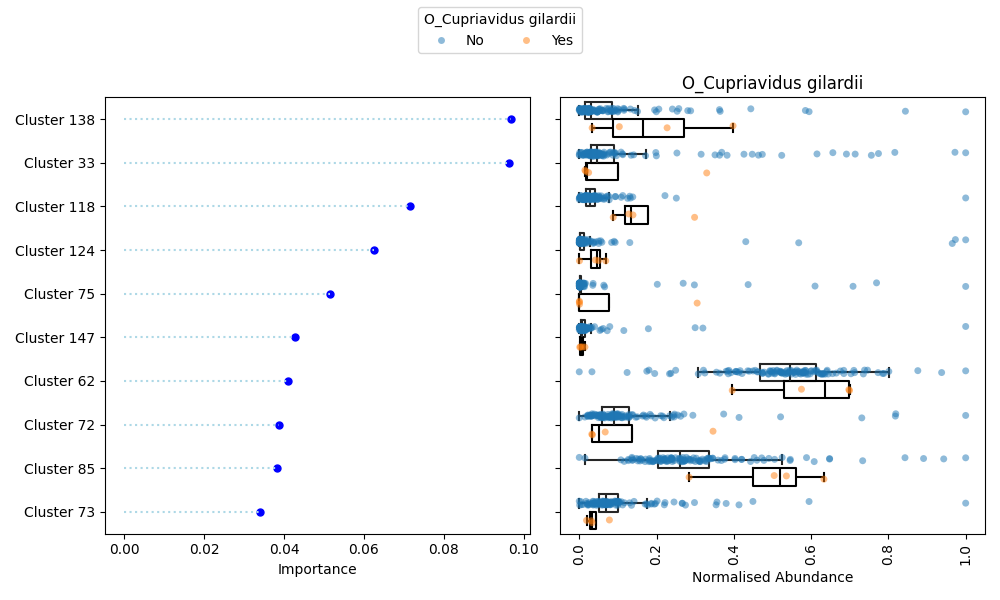 O_Cupriavidus gilardii
No Yes
O_Cupriavidus gilardii
Cluster 138
Cluster 33
Cluster 118
Cluster 124
Cluster 75
Cluster 147
Cluster 62
Cluster 72
Cluster 85
Cluster 73
0.00 0.02 0.04 0.06 0.08 0.10
Importance
0.0 0.2 0.4 0.6 0.8 1.0
Normalised Abundance